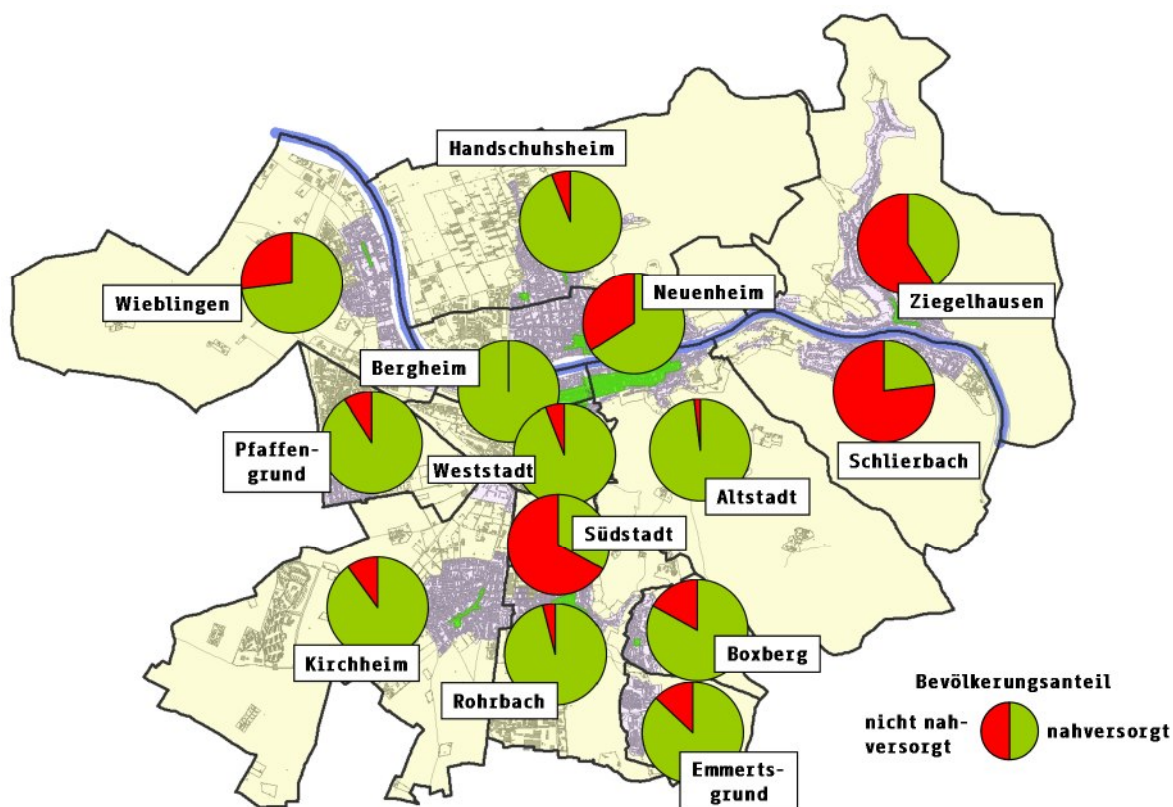 Handschuhsheim
Wieblingen
Neuenheim
Ziegelhausen
Bergheim
Pfaffen-
grund
Weststadt
Altstadt
Schlierbach
Südstadt
Kirchheim
Rohrbach
Boxberg
Emmerts-
grund
Bevölkerungsanteil
nicht nah-
versorgt
nahversorgt